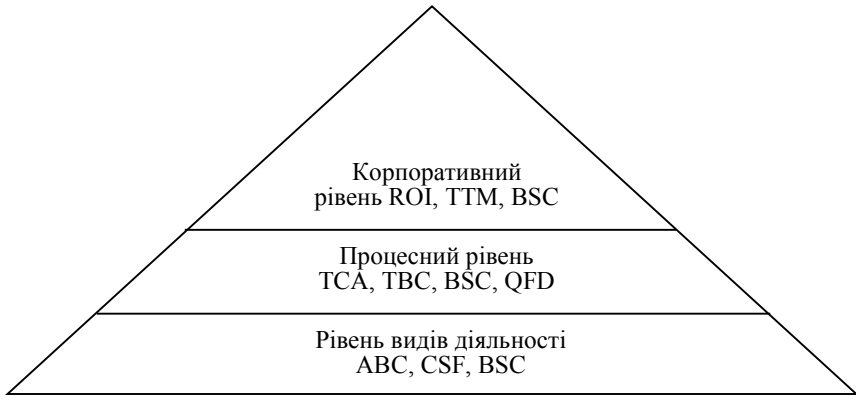 Корпоративний
рівень ROI, TTM, BSC
Процесний рівень
TCA, TBC, BSC, QFD
Рівень видів діяльності
ABC, CSF, BSC